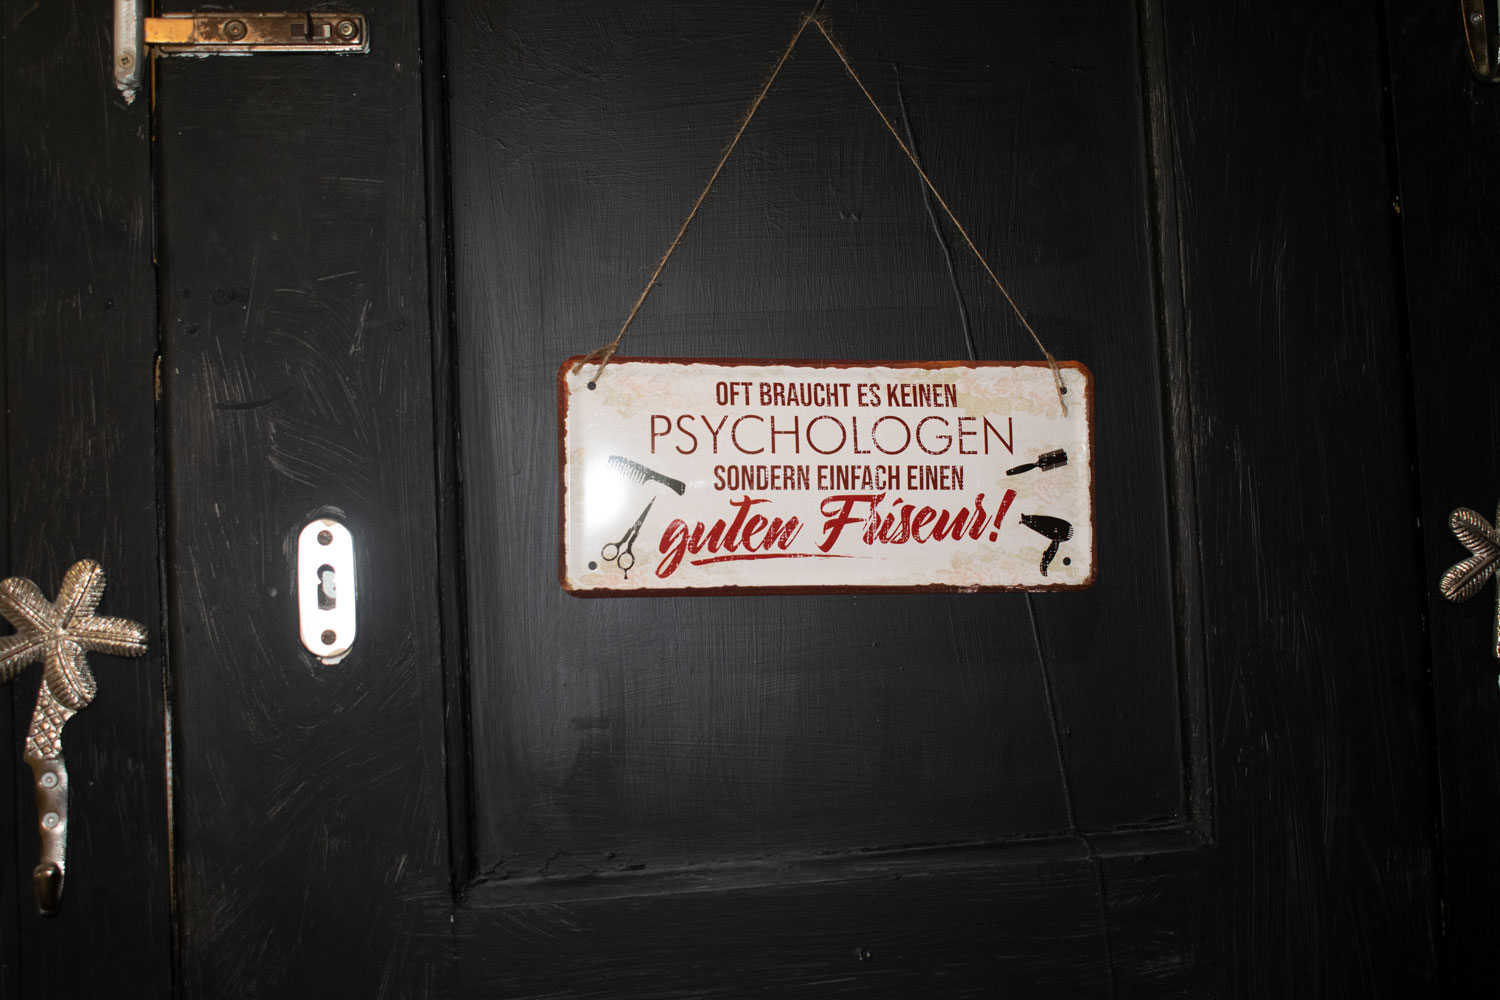 OFT BRAUCHT ES KEINEN
PSYCHOLOGEN
SONDERN EINFACH EINEN
guten Friseur!